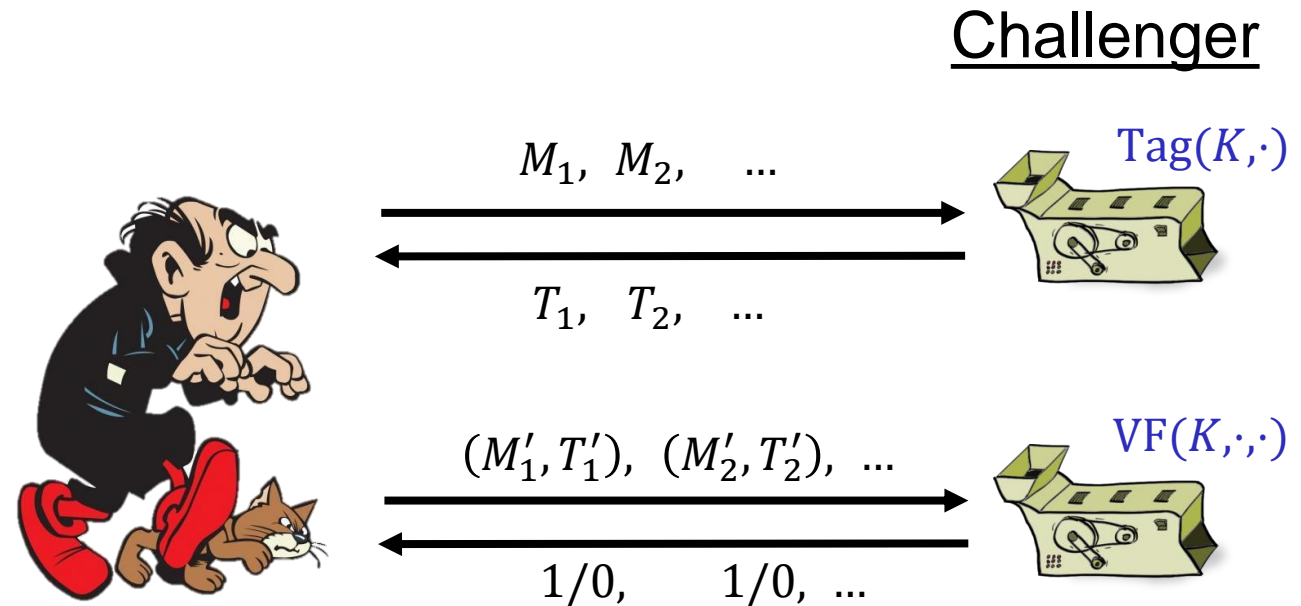 Challenger
Tag(K,·)
M₁, M₂, ...
T₁, T₂, ...
VF(K,·,·)
(M′₁,T′₁), (M′₂,T′₂), ...
1/0, 1/0, ...